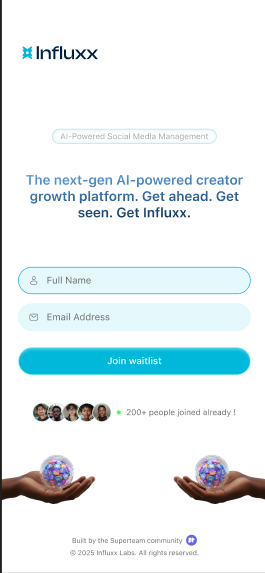 Influxx
AI-Powered Social Media Management
The next-gen AI-powered creator
growth platform. Get ahead. Get
seen. Get Influxx.
Full Name
Email Address
Join waitlist
200+ people joined already !
Built by the Superteam community
© 2025 Influxx Labs. All rights reserved.